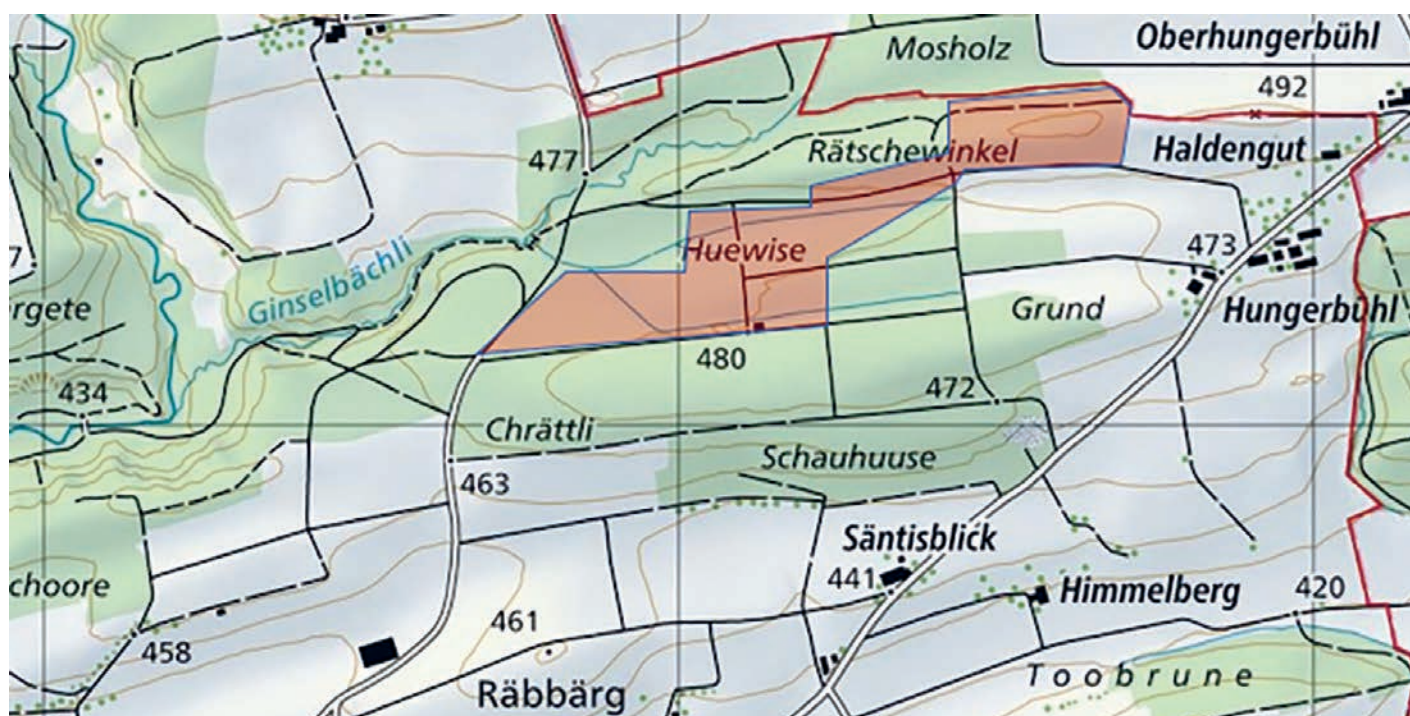 Mosholz
Oberhungerbühl
492
477
Rätschewinkel
Haldengut
Huewise
473
7
Ginselbächli
rgete
Grund
Hungerbühl
480
434
472
Chrättli
Schauhuuse
463
Säntisblick
choore
441
Himmelberg
420
461
458
Räbbärg
Toobrune